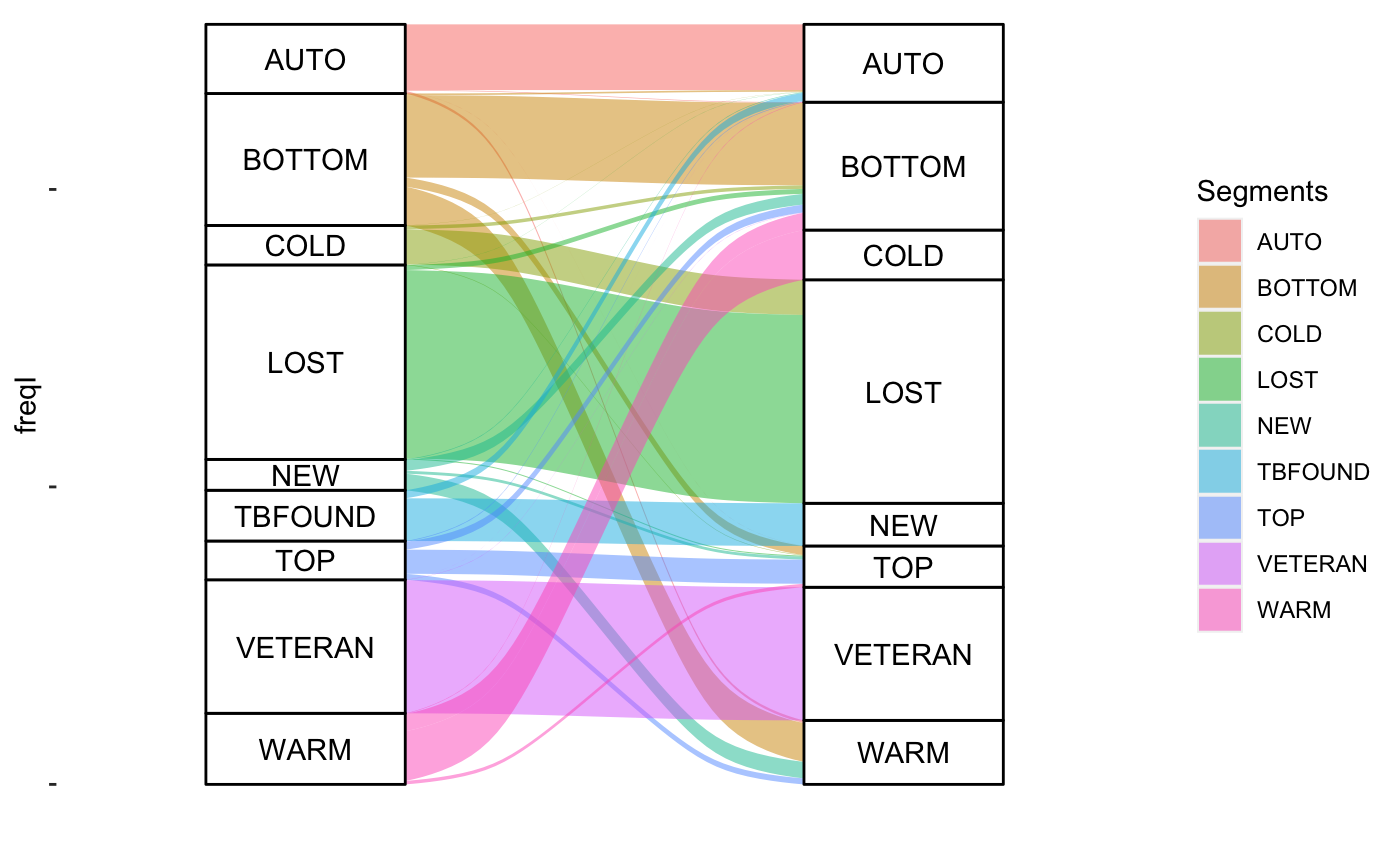 freql
AUTO
BOTTOM
COLD
LOST
NEW
TBFOUND
TOP
VETERAN
WARM
AUTO
BOTTOM
COLD
LOST
NEW
TOP
VETERAN
WARM
Segments
AUTO
BOTTOM
COLD
LOST
NEW
TBFOUND
TOP
VETERAN
WARM